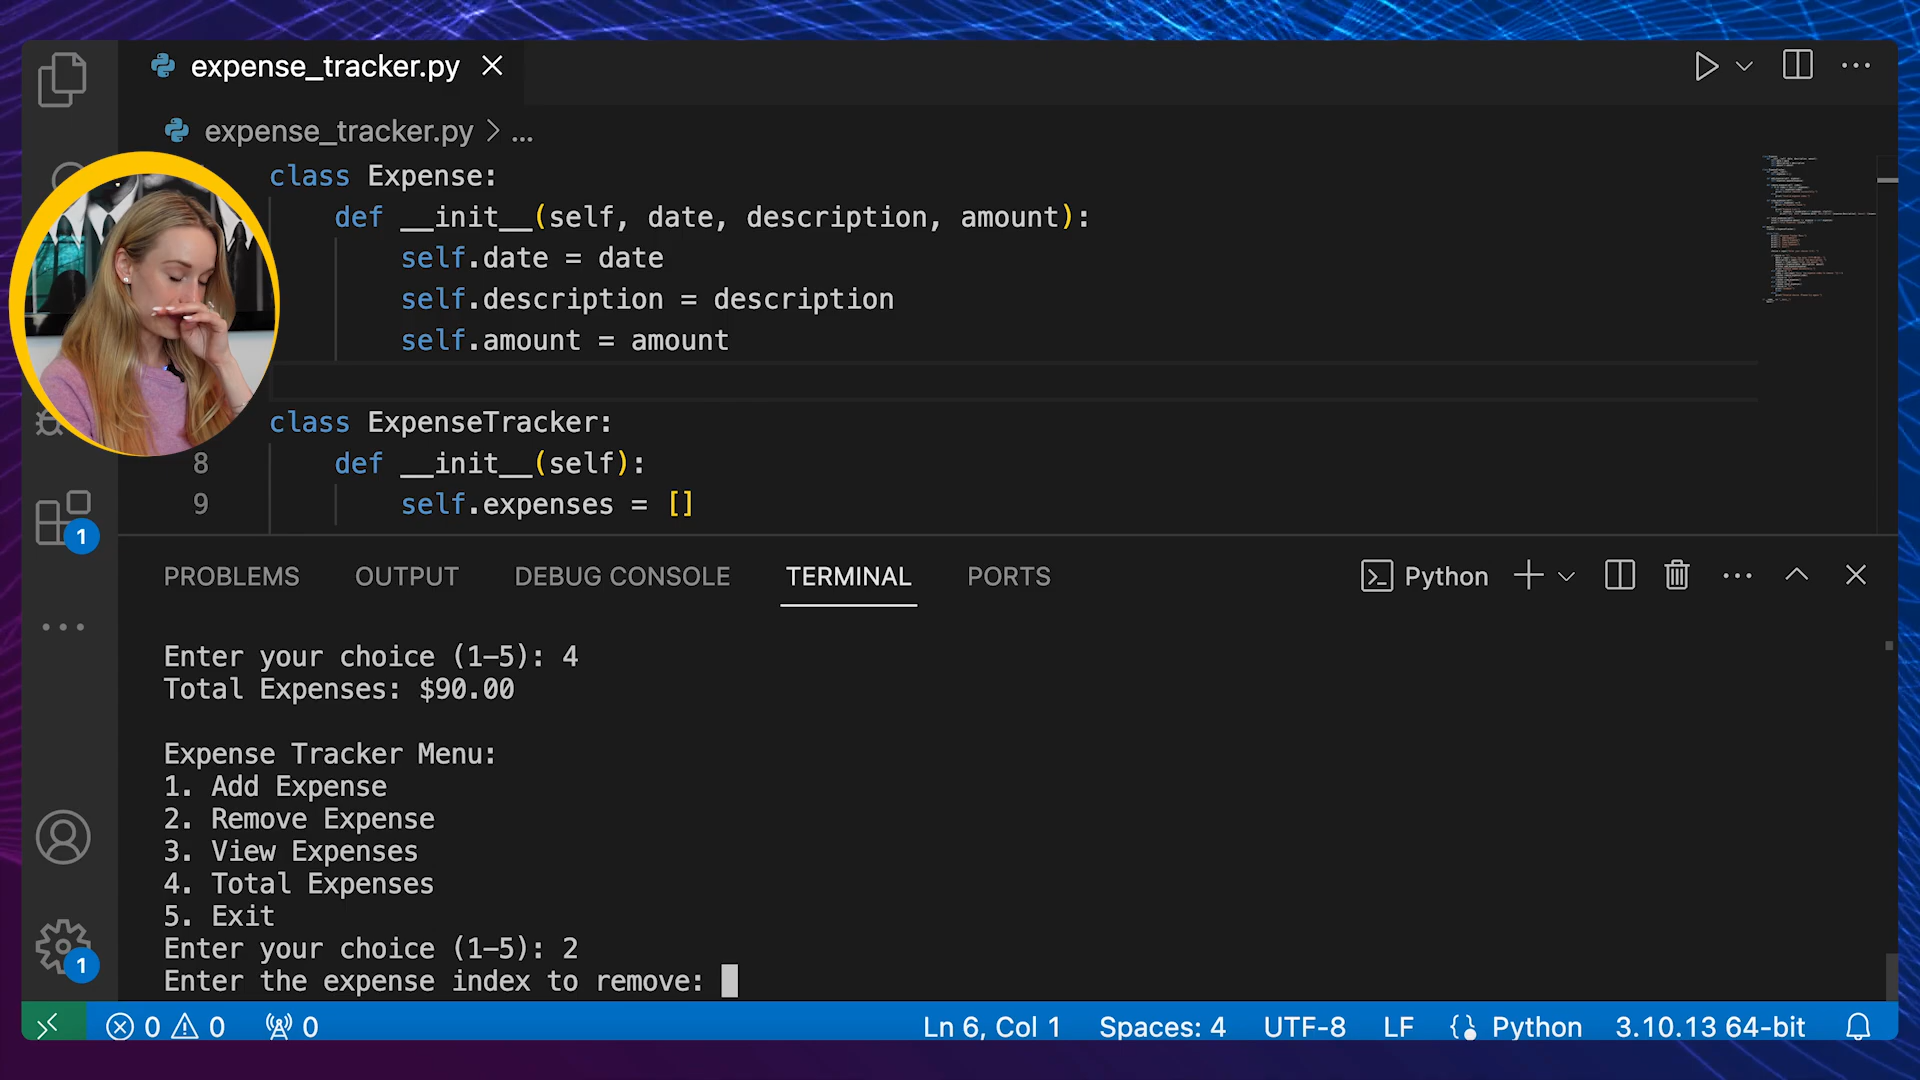 expense_tracker.py
expense_tracker.py > ...
class Expense:
def __init__(self, date, description, amount):
self.date = date
self.description = description
self.amount = amount
class ExpenseTracker:
8 def __init__(self):
9 self.expenses = []
1
PROBLEMS OUTPUT DEBUG CONSOLE TERMINAL PORTS Python
Enter your choice (1-5): 4
Total Expenses: $90.00
Expense Tracker Menu:
1. Add Expense
2. Remove Expense
3. View Expenses
4. Total Expenses
5. Exit
Enter your choice (1-5): 2
1
Enter the expense index to remove:
0 0 0 Ln 6, Col 1 Spaces: 4 UTF-8 LF Python 3.10.13 64-bit